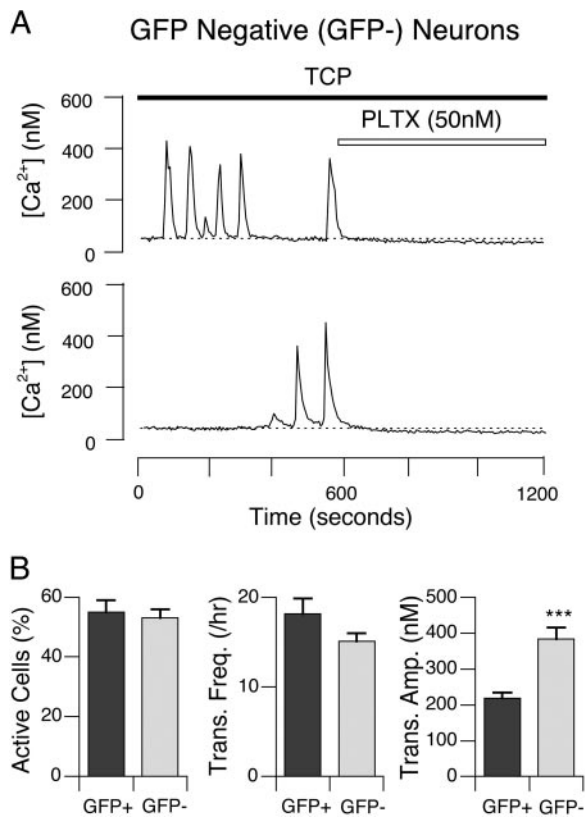 A
GFP Negative (GFP-) Neurons
TCP
PLTX (50nM)
[Ca²⁺] (nM)
600
400
200
0
[Ca²⁺] (nM)
600
400
200
0
0 600 1200
Time (seconds)
B
Active Cells (%)
60
40
20
0
GFP+ GFP-
Trans. Freq. (/hr)
20
10
0
GFP+ GFP-
Trans. Amp. (nM)
500
400
300
200
100
0
***
GFP+ GFP-